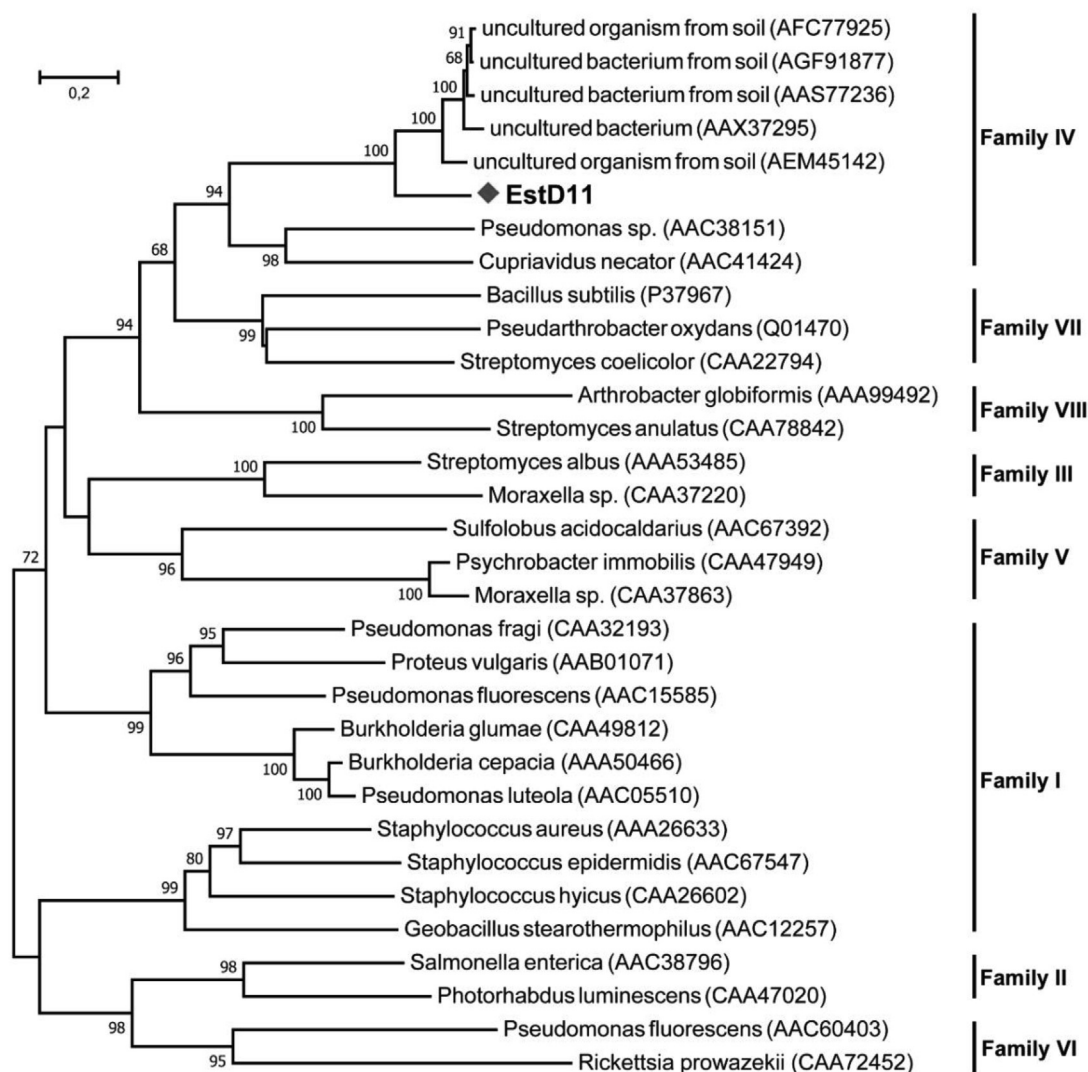 91
uncultured organism from soil (AFC77925)
68
uncultured bacterium from soil (AGF91877)
0,2
100
uncultured bacterium from soil (AAS77236)
100
uncultured bacterium (AAX37295)
Family IV
100
uncultured organism from soil (AEM45142)
94
EstD11
Pseudomonas sp. (AAC38151)
68
98
Cupriavidus necator (AAC41424)
Bacillus subtilis (P37967)
94
99
Pseudarthrobacter oxydans (Q01470)
Family VII
Streptomyces coelicolor (CAA22794)
Arthrobacter globiformis (AAA99492)
Family VIII
100
Streptomyces anulatus (CAA78842)
100
Streptomyces albus (AAA53485)
Family III
Moraxella sp. (CAA37220)
Sulfolobus acidocaldarius (AAC67392)
72
96
Psychrobacter immobilis (CAA47949)
Family V
100
Moraxella sp. (CAA37863)
95
Pseudomonas fragi (CAA32193)
96
Proteus vulgaris (AAB01071)
99
Pseudomonas fluorescens (AAC15585)
Burkholderia glumae (CAA49812)
100
Burkholderia cepacia (AAA50466)
Family I
100
Pseudomonas luteola (AAC05510)
97
Staphylococcus aureus (AAA26633)
80
Staphylococcus epidermidis (AAC67547)
99
Staphylococcus hyicus (CAA26602)
Geobacillus stearothermophilus (AAC12257)
98
Salmonella enterica (AAC38796)
Family II
Photorhabdus luminescens (CAA47020)
98
Pseudomonas fluorescens (AAC60403)
Family VI
95
Rickettsia prowazekii (CAA72452)